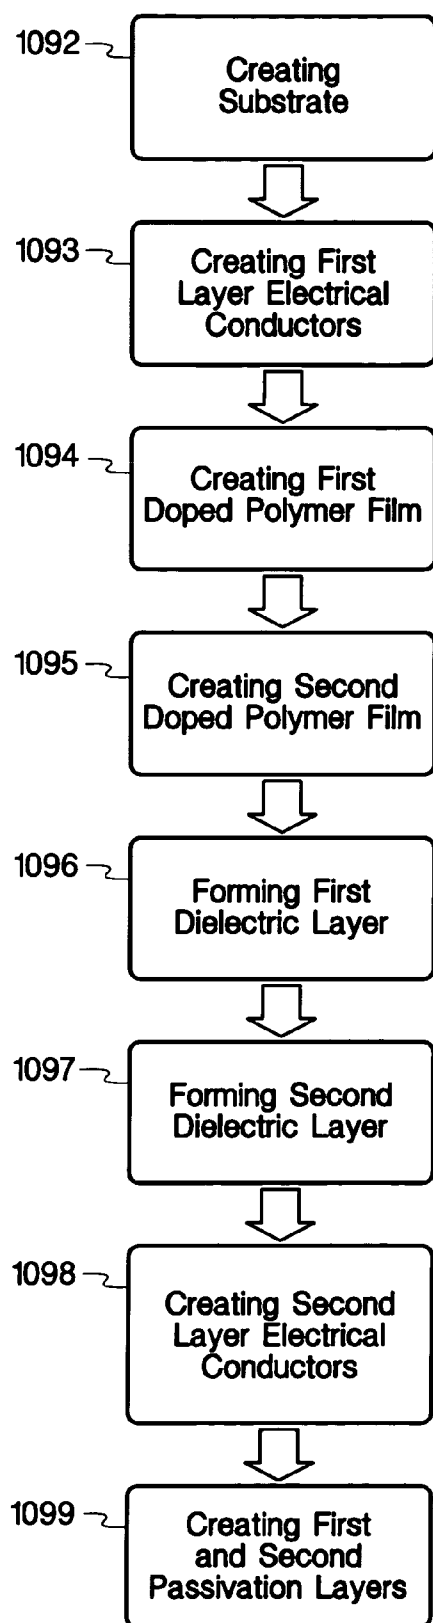 1092
Creating
Substrate
1093
Creating First
Layer Electrical
Conductors
1094
Creating First
Doped Polymer Film
1095
Creating Second
Doped Polymer Film
1096
Forming First
Dielectric Layer
1097
Forming Second
Dielectric Layer
1098
Creating Second
Layer Electrical
Conductors
1099
Creating First
and Second
Passivation Layers